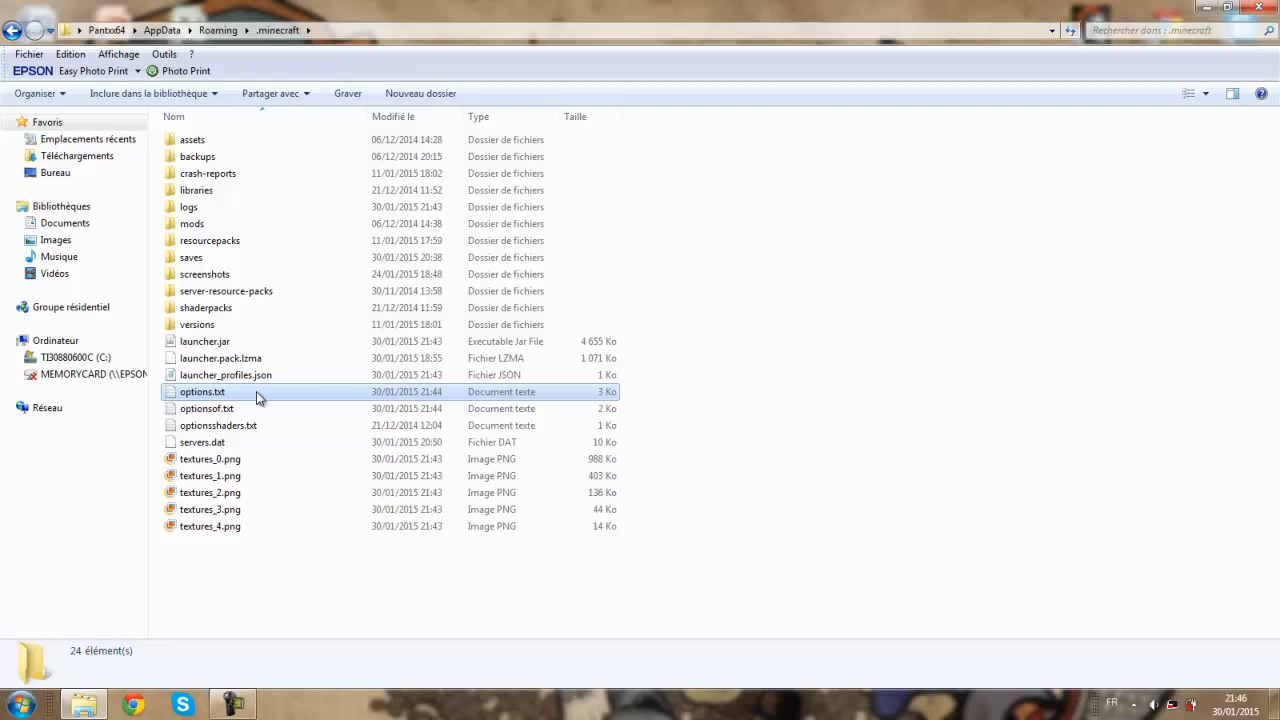 Pantxx64 AppData Roaming .minecraft Rechercher dans : .minecraft
Fichier Edition Affichage Outils ?
EPSON Easy Photo Print Photo Print
Organiser Inclure dans la bibliothèque Partager avec Graver Nouveau dossier
Nom Modifié le Type Taille
Favoris
Emplacements récents
Téléchargements
Bureau
Bibliothèques
Documents
Images
Musique
Vidéos
Groupe résidentiel
Ordinateur
TI30880600C (C:)
MEMORYCARD (\\EPSON
Réseau
assets 06/12/2014 14:28 Dossier de fichiers
backups 06/12/2014 20:15 Dossier de fichiers
crash-reports 11/01/2015 18:02 Dossier de fichiers
libraries 21/12/2014 11:52 Dossier de fichiers
logs 30/01/2015 21:43 Dossier de fichiers
mods 06/12/2014 14:38 Dossier de fichiers
resourcepacks 11/01/2015 17:59 Dossier de fichiers
saves 30/01/2015 20:38 Dossier de fichiers
screenshots 24/01/2015 18:48 Dossier de fichiers
server-resource-packs 30/11/2014 13:58 Dossier de fichiers
shaderpacks 21/12/2014 11:59 Dossier de fichiers
versions 11/01/2015 18:01 Dossier de fichiers
launcher.jar 30/01/2015 21:43 Executable Jar File 4 655 Ko
launcher.pack.lzma 30/01/2015 18:55 Fichier LZMA 1 071 Ko
launcher_profiles.json 30/01/2015 21:43 Fichier JSON 1 Ko
options.txt 30/01/2015 21:44 Document texte 3 Ko
optionsof.txt 30/01/2015 21:44 Document texte 2 Ko
optionsshaders.txt 21/12/2014 12:04 Document texte 1 Ko
servers.dat 30/01/2015 20:50 Fichier DAT 10 Ko
textures_0.png 30/01/2015 21:43 Image PNG 988 Ko
textures_1.png 30/01/2015 21:43 Image PNG 403 Ko
textures_2.png 30/01/2015 21:43 Image PNG 136 Ko
textures_3.png 30/01/2015 21:43 Image PNG 44 Ko
textures_4.png 30/01/2015 21:43 Image PNG 14 Ko
24 élément(s)
FR 21:46
30/01/2015